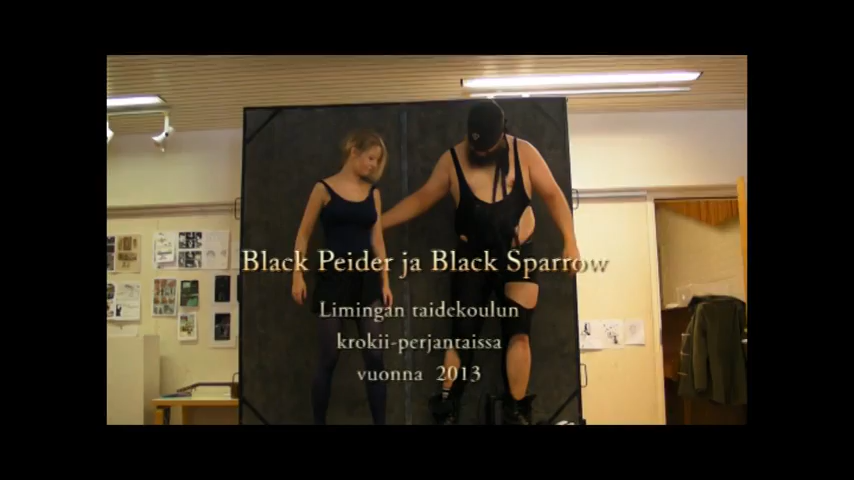 Black Peider ja Black Sparrow
Limingan taidekoulun
krokii-perjantaissa
vuonna 2013